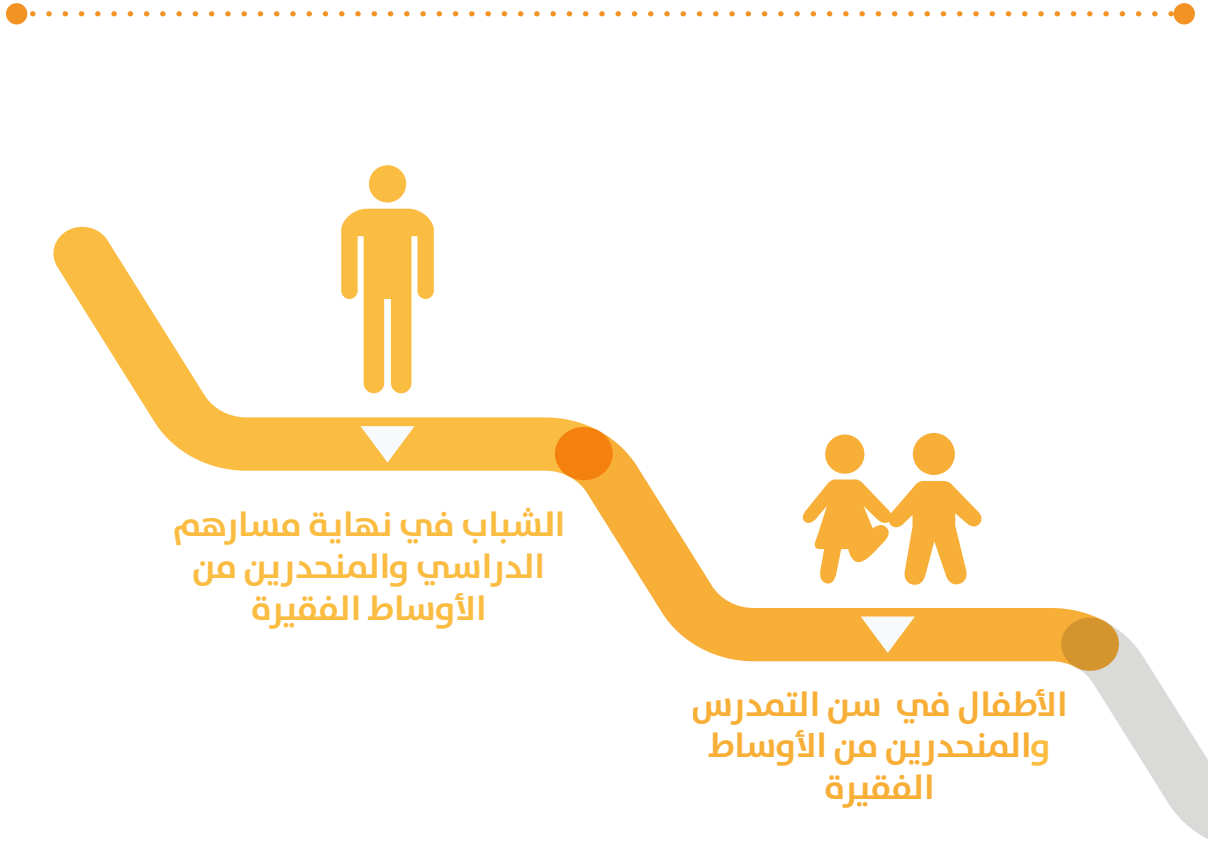 الشباب في نهاية مسارهم
الدراسي والمنحدرين من
الأوساط الفقيرة
الأطفال في سن التمدرس
والمنحدرين من الأوساط
الفقيرة